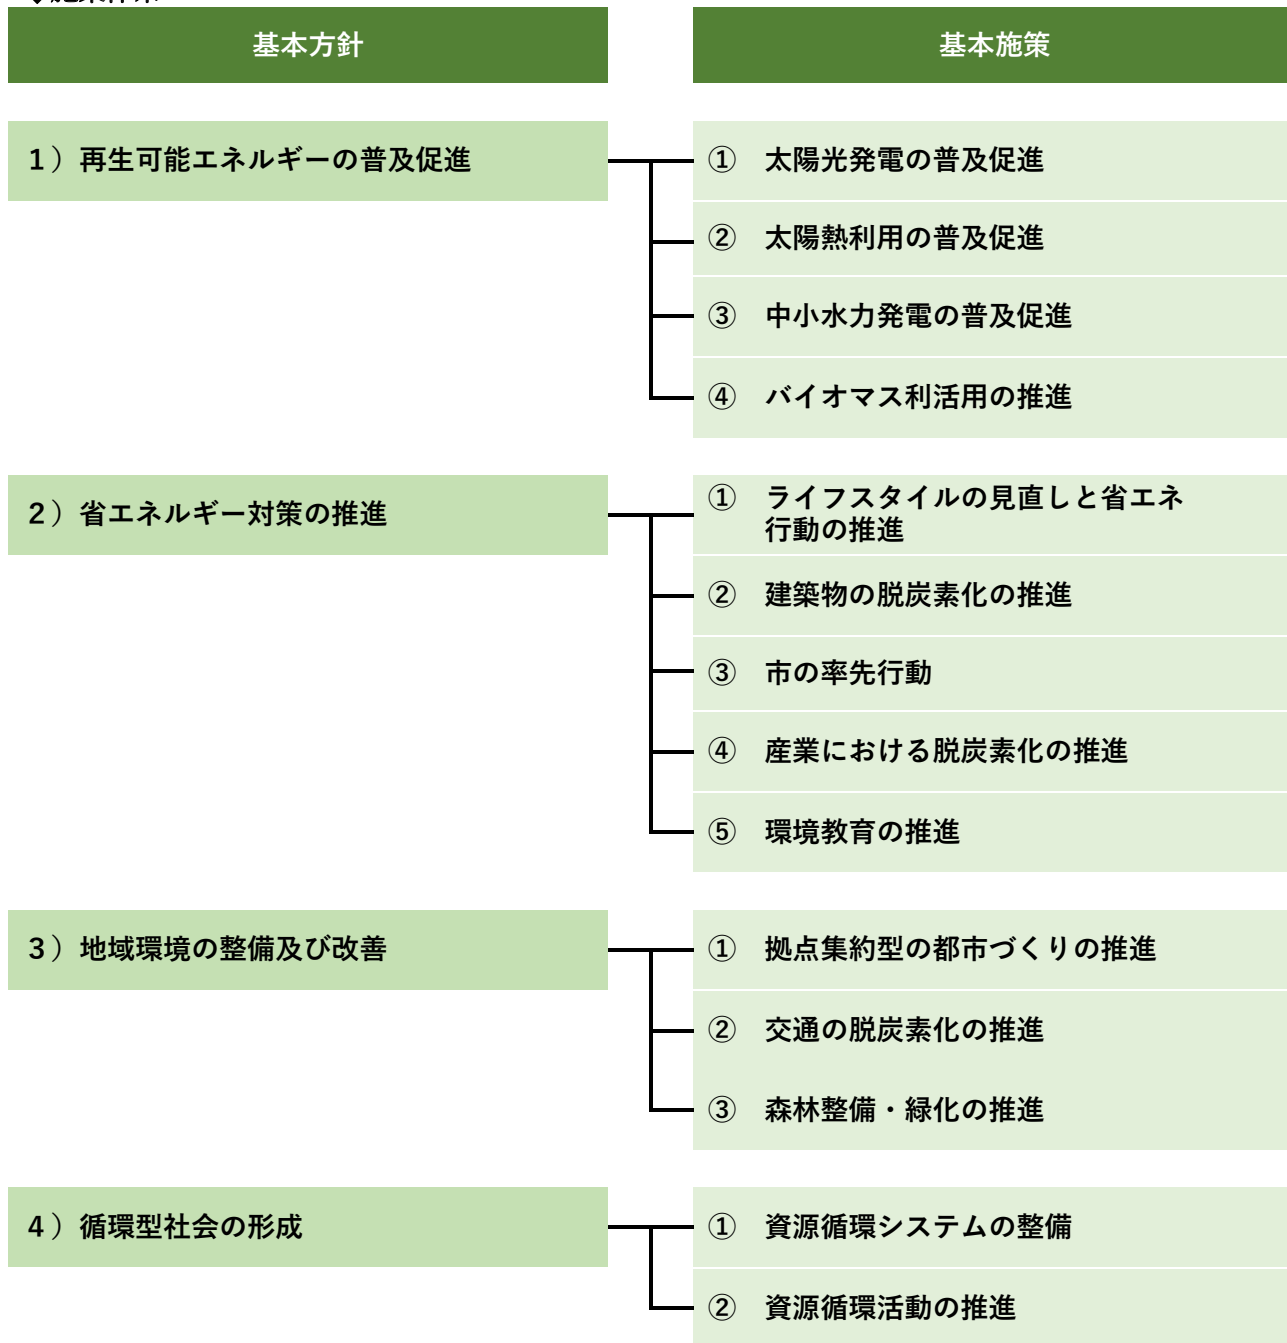 基本方針
基本施策
１）再生可能エネルギーの普及促進
① 太陽光発電の普及促進
② 太陽熱利用の普及促進
③ 中小水力発電の普及促進
④ バイオマス利活用の推進
２）省エネルギー対策の推進
① ライフスタイルの見直しと省エネ
行動の推進
② 建築物の脱炭素化の推進
③ 市の率先行動
④ 産業における脱炭素化の推進
⑤ 環境教育の推進
３）地域環境の整備及び改善
① 拠点集約型の都市づくりの推進
② 交通の脱炭素化の推進
③ 森林整備・緑化の推進
４）循環型社会の形成
① 資源循環システムの整備
② 資源循環活動の推進